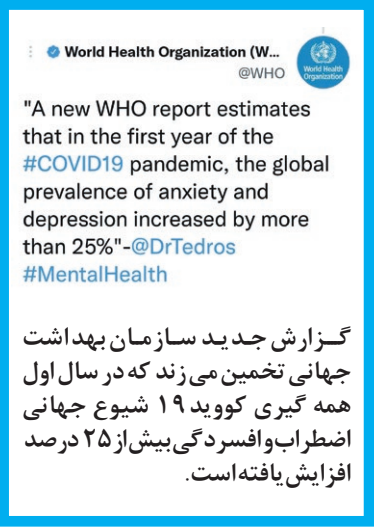 World Health Organization (W...
@WHO
World Health
Organization
"A new WHO report estimates
that in the first year of the
#COVID19 pandemic, the global
prevalence of anxiety and
depression increased by more
than 25%"-@DrTedros
#MentalHealth
گزارش جدید سازمان بهداشت
جهانی تخمین می‌زند که در سال اول
همه گیری کووید ۱۹ شیوع جهانی
اضطراب و افسردگی بیش از ۲۵ درصد
افزایش یافته است.